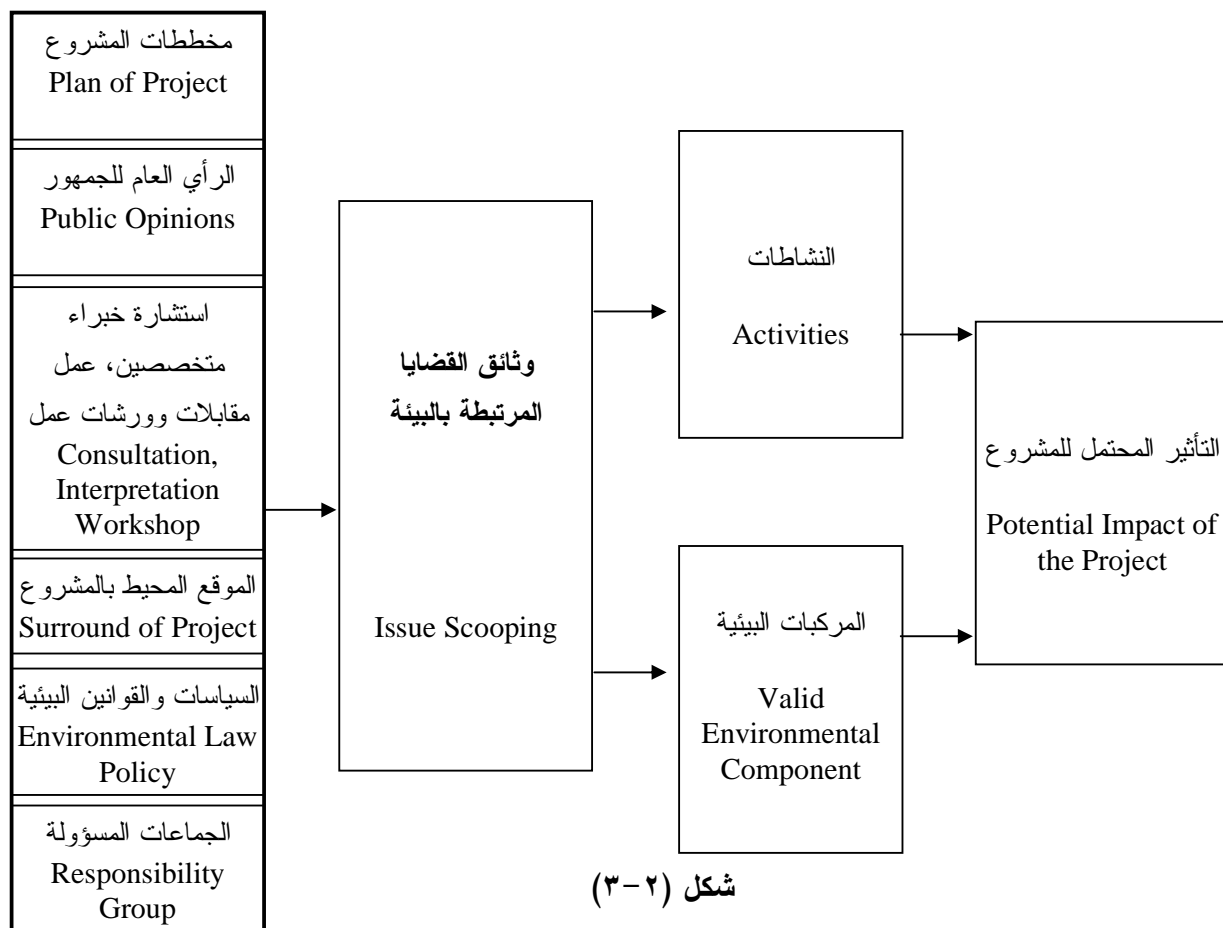 مخططات المشروع
Plan of Project
الرأي العام للجمهور
Public Opinions
استشارة خبراء
متخصصين، عمل
مقابلات وورشات عمل
Consultation,
Interpretation
Workshop
الموقع المحيط بالمشروع
Surround of Project
السياسات والقوانين البيئية
Environmental Law
Policy
الجماعات المسؤولة
Responsibility
Group
وثائق القضايا
المرتبطة بالبيئة
Issue Scooping
النشاطات
Activities
المركبات البيئية
Valid
Environmental
Component
التأثير المحتمل للمشروع
Potential Impact of
the Project
شكل (٢-٣)